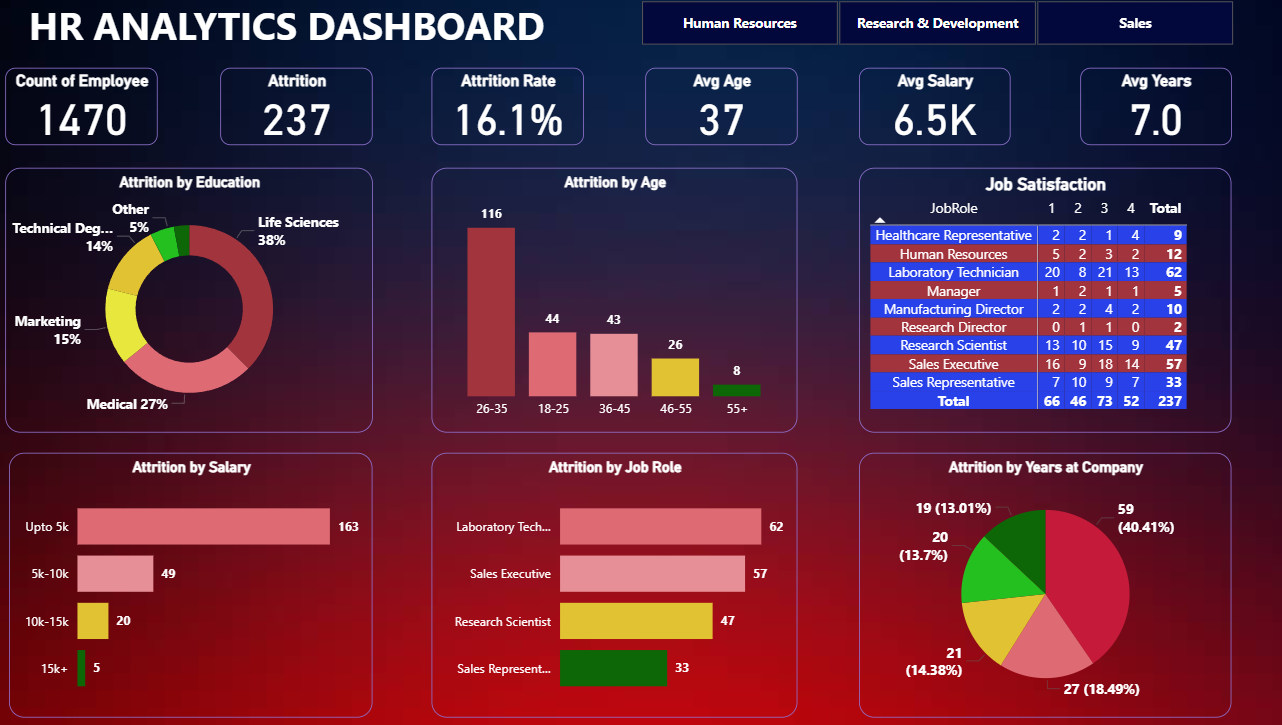 HR ANALYTICS DASHBOARD
Human Resources
Research & Development
Sales
Count of Employee
1470
Attrition
237
Attrition Rate
16.1%
Avg Age
37
Avg Salary
6.5K
Avg Years
7.0
Attrition by Education
Other
5%
Life Sciences
38%
Technical Deg...
14%
Marketing
15%
Medical 27%
Attrition by Age
116
44
43
26
8
26-35 18-25 36-45 46-55 55+
Job Satisfaction
JobRole 1 2 3 4 Total
Healthcare Representative 2 2 1 4 9
Human Resources 5 2 3 2 12
Laboratory Technician 20 8 21 13 62
Manager 1 2 1 1 5
Manufacturing Director 2 2 4 2 10
Research Director 0 1 1 0 2
Research Scientist 13 10 15 9 47
Sales Executive 16 9 18 14 57
Sales Representative 7 10 9 7 33
Total 66 46 73 52 237
Attrition by Salary
Upto 5k 163
5k-10k 49
10k-15k 20
15k+ 5
Attrition by Job Role
Laboratory Tech... 62
Sales Executive 57
Research Scientist 47
Sales Represent... 33
Attrition by Years at Company
19 (13.01%)
59
(40.41%)
20
(13.7%)
21
(14.38%)
27 (18.49%)